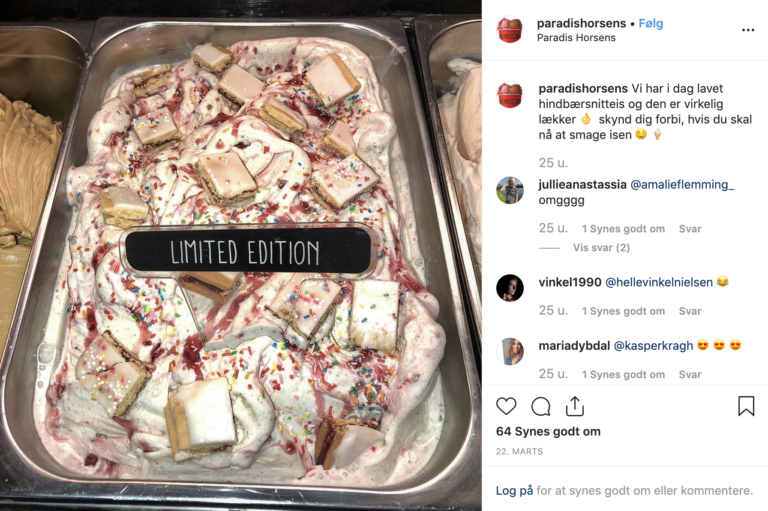 LIMITED EDITION
paradishorsens • Følg
Paradis Horsens
paradishorsens Vi har i dag lavet
hindbærsnitteis og den er virkelig
lækker 👌 skynd dig forbi, hvis du skal
nå at smage isen 😋🍦
25 u.
jullieanastassia @amalieflemming_
omgggg
25 u. 1 Synes godt om Svar
Vis svar (2)
vinkel1990 @hellevinkelnielsen 😂
25 u. 1 Synes godt om Svar
mariadybdal @kasperkragh 😍 😍 😍
25 u. 1 Synes godt om Svar
64 Synes godt om
22. MARTS
Log på for at synes godt om eller kommentere.